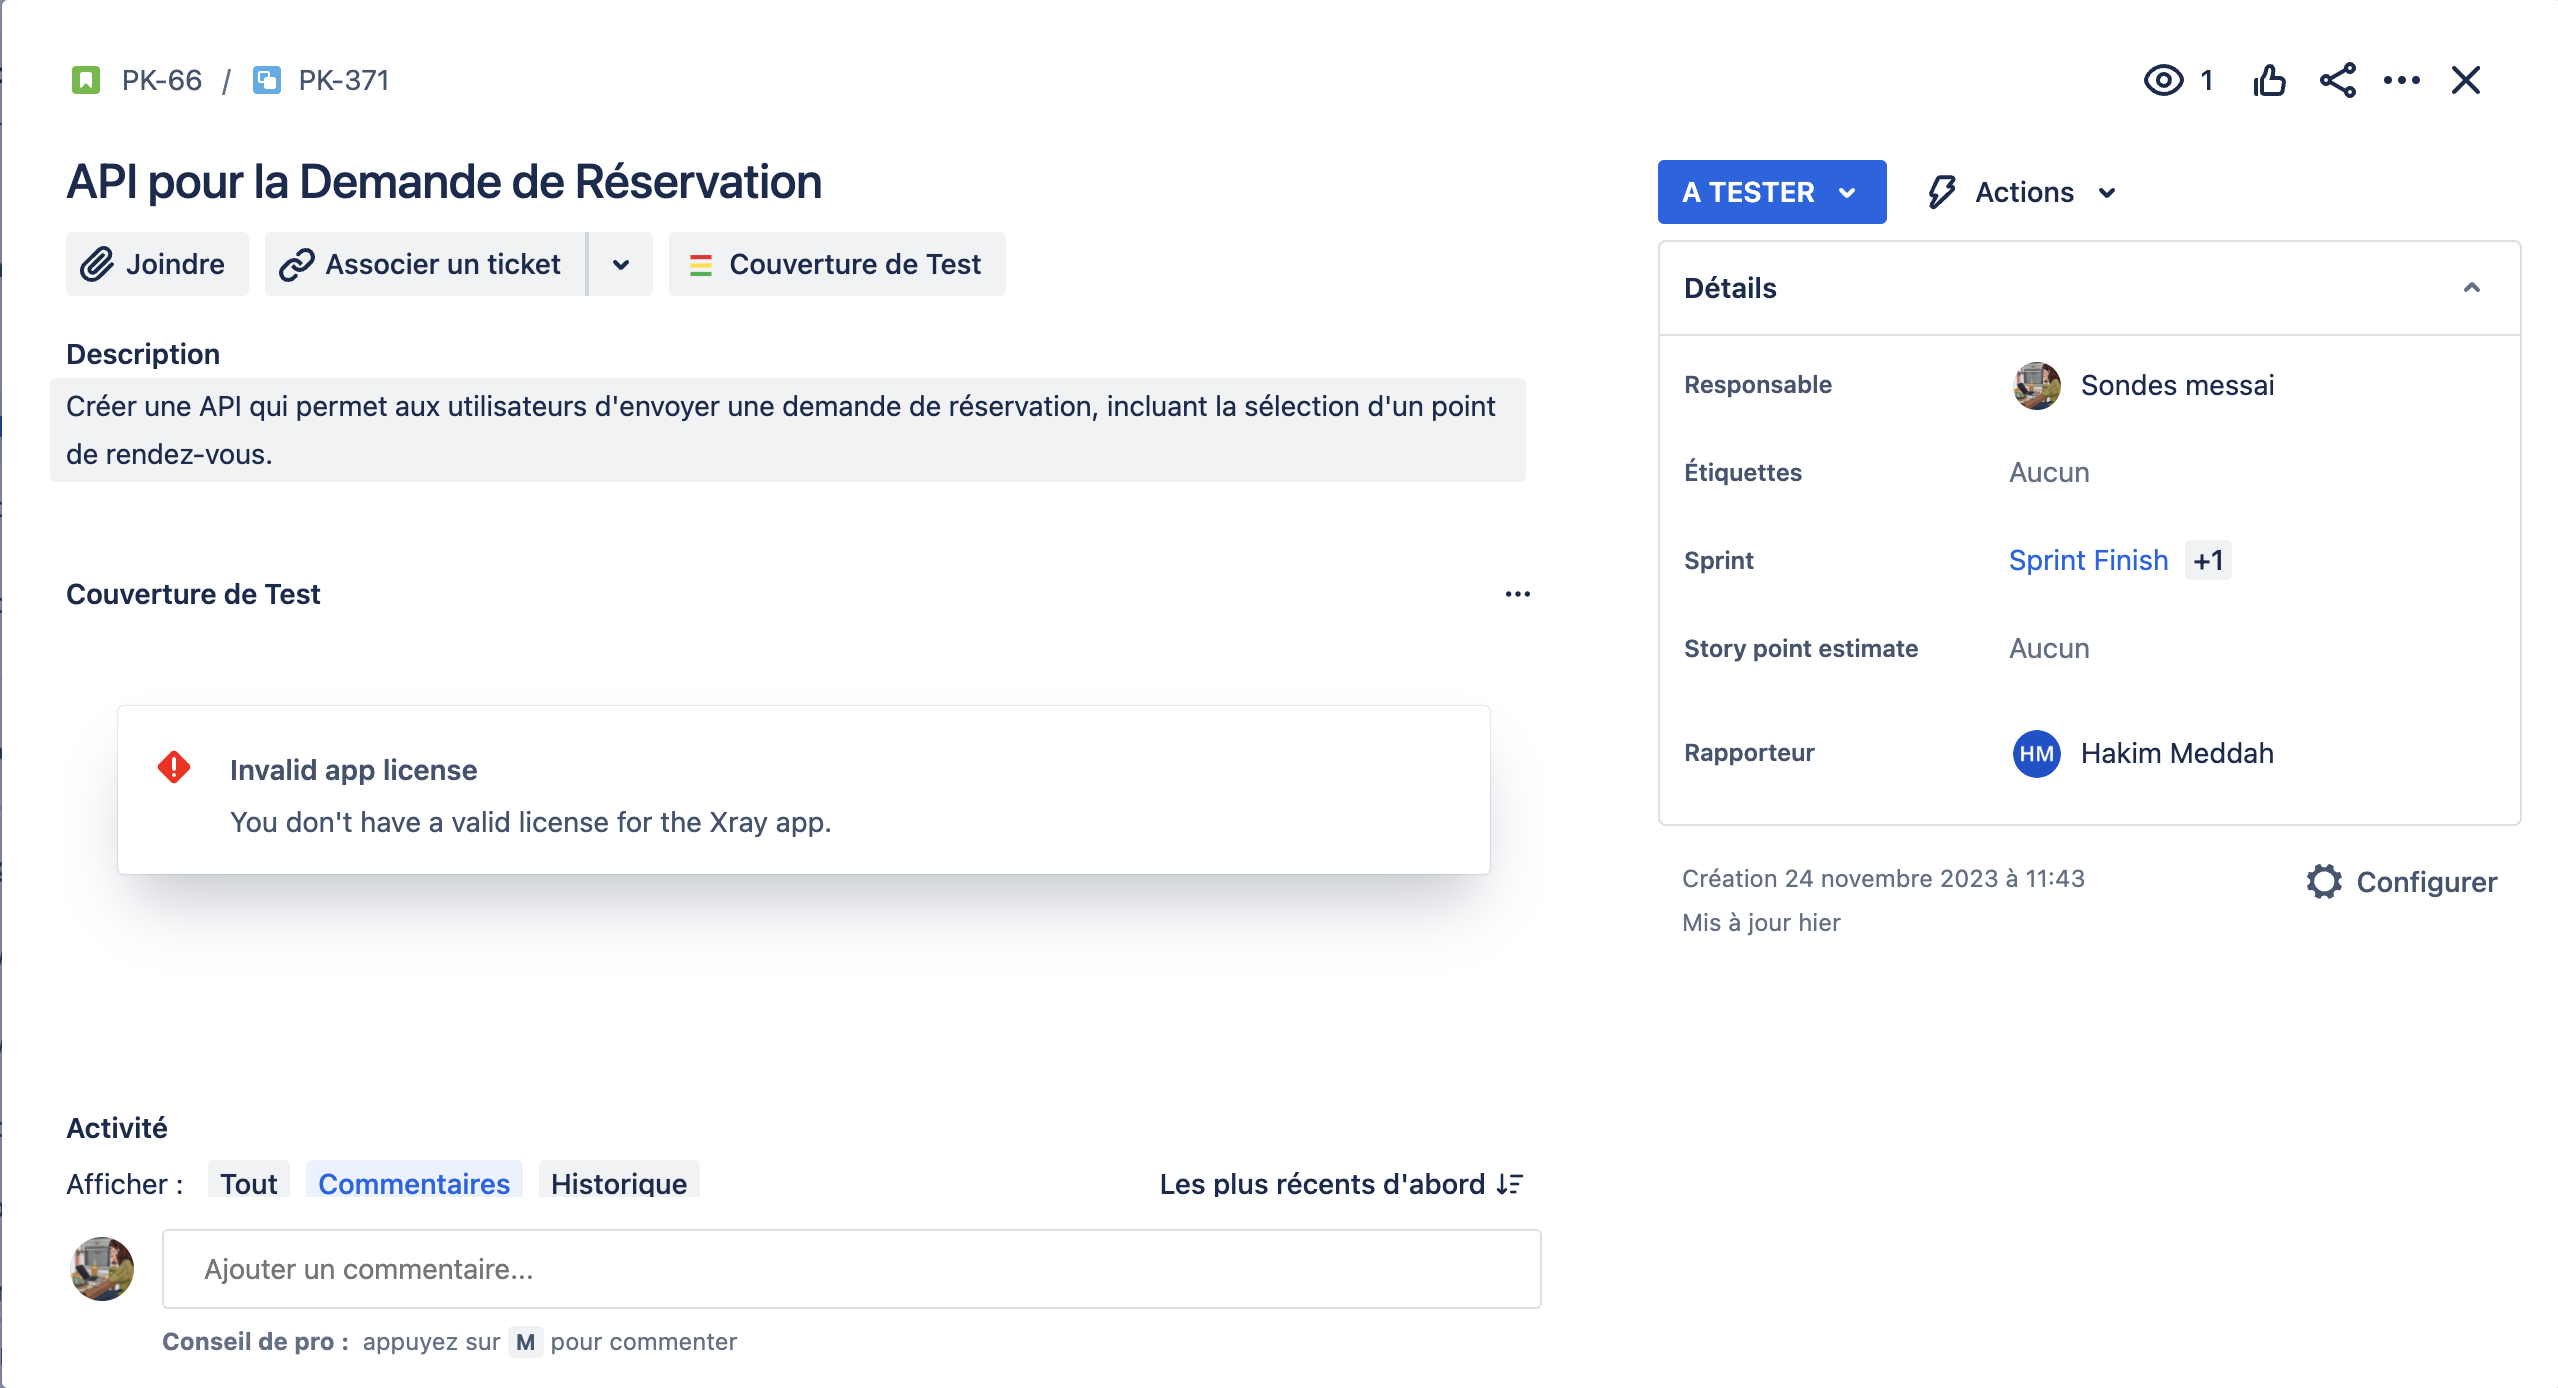 PK-66 / PK-371
1
API pour la Demande de Réservation
Joindre
Associer un ticket
Couverture de Test
Description
Créer une API qui permet aux utilisateurs d'envoyer une demande de réservation, incluant la sélection d'un point
de rendez-vous.
Couverture de Test
Invalid app license
You don't have a valid license for the Xray app.
Activité
Afficher : Tout Commentaires Historique
Les plus récents d'abord
Ajouter un commentaire...
Conseil de pro : appuyez sur M pour commenter
A TESTER
Actions
Détails
Responsable Sondes messai
Étiquettes Aucun
Sprint Sprint Finish +1
Story point estimate Aucun
Rapporteur HM Hakim Meddah
Création 24 novembre 2023 à 11:43
Mis à jour hier
Configurer